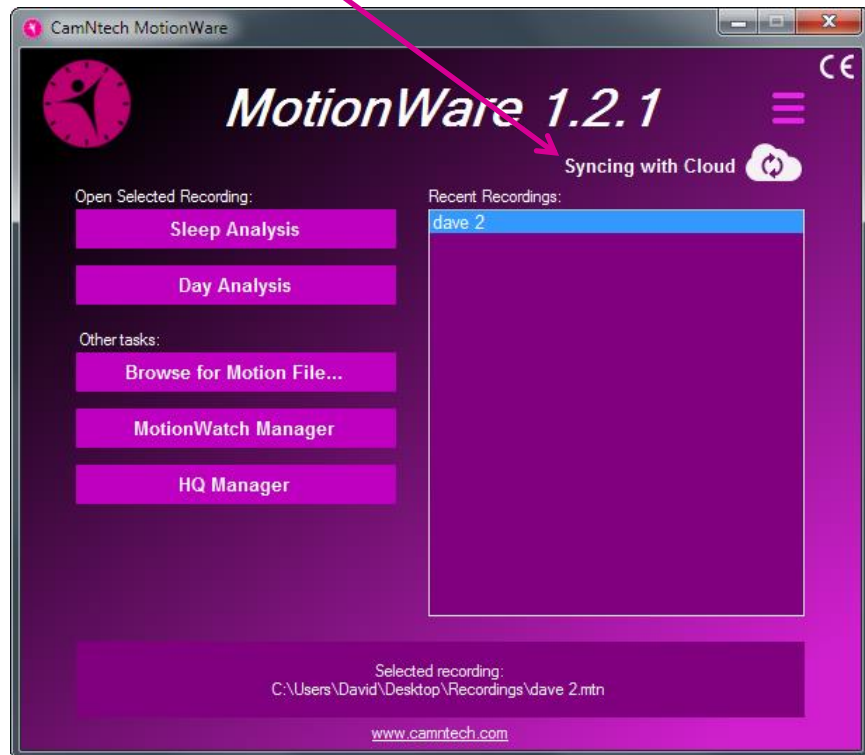 CamNtech MotionWare
CE
MotionWare 1.2.1
Syncing with Cloud
Open Selected Recording:
Sleep Analysis
Day Analysis
Other tasks:
Browse for Motion File...
MotionWatch Manager
HQ Manager
Recent Recordings:
dave 2
Selected recording:
C:\Users\David\Desktop\Recordings\dave 2.mtn
www.camntech.com